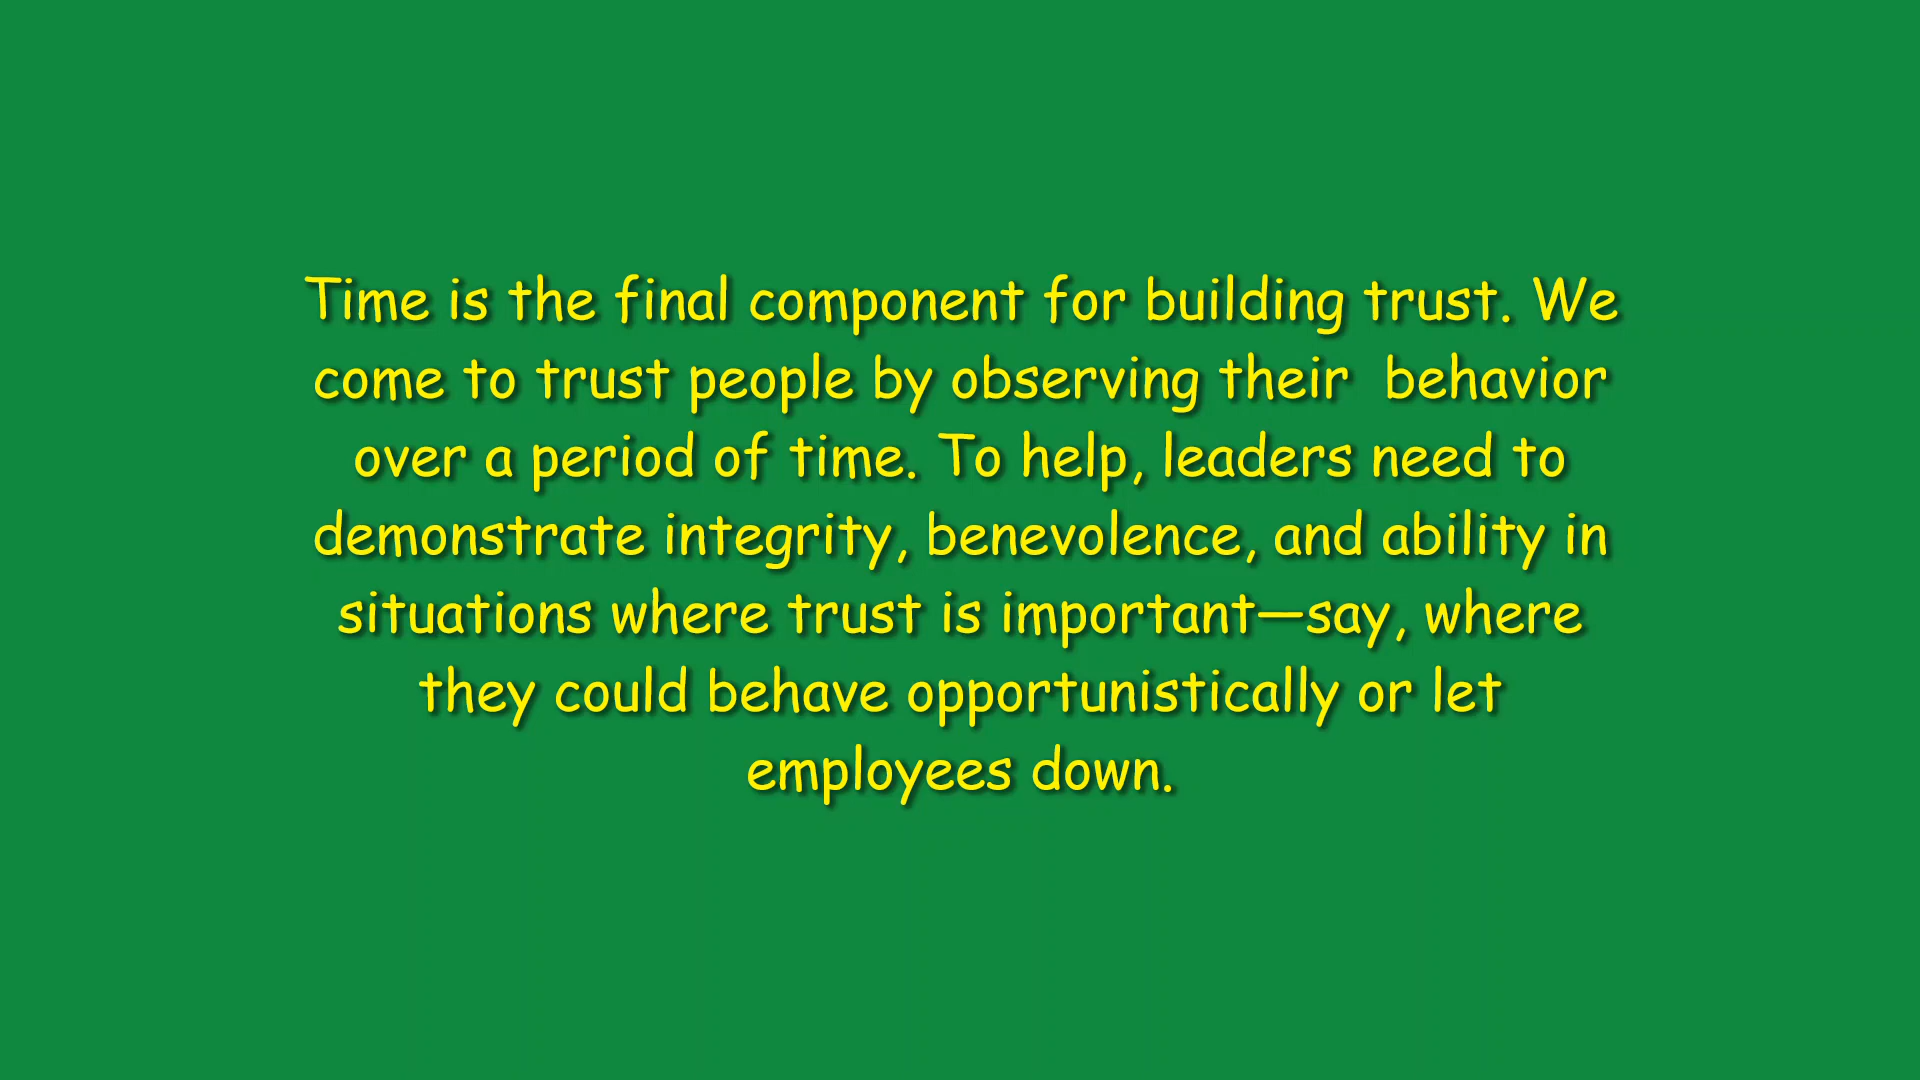 Time is the final component for building trust. We
come to trust people by observing their  behavior
over a period of time. To help, leaders need to
demonstrate integrity, benevolence, and ability in
situations where trust is important—say, where
they could behave opportunistically or let
employees down.